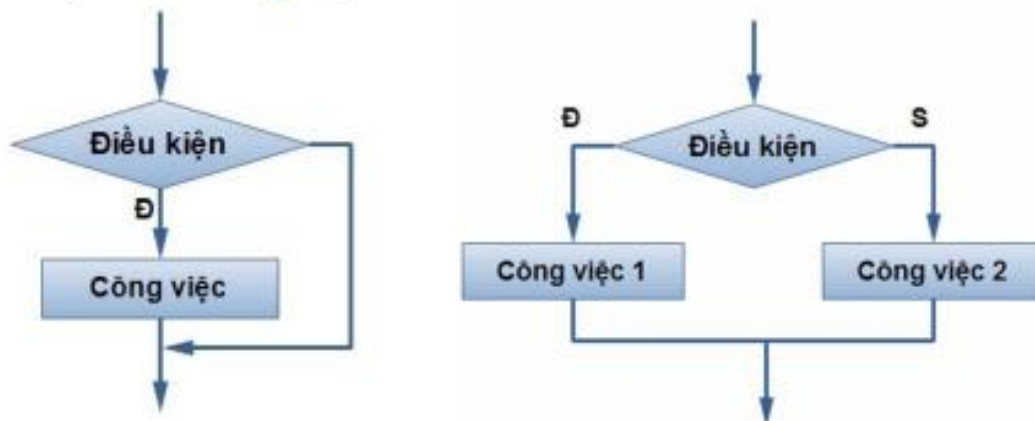 Điều kiện
Đ
Công việc
Đ
S
Điều kiện
Công việc 1
Công việc 2